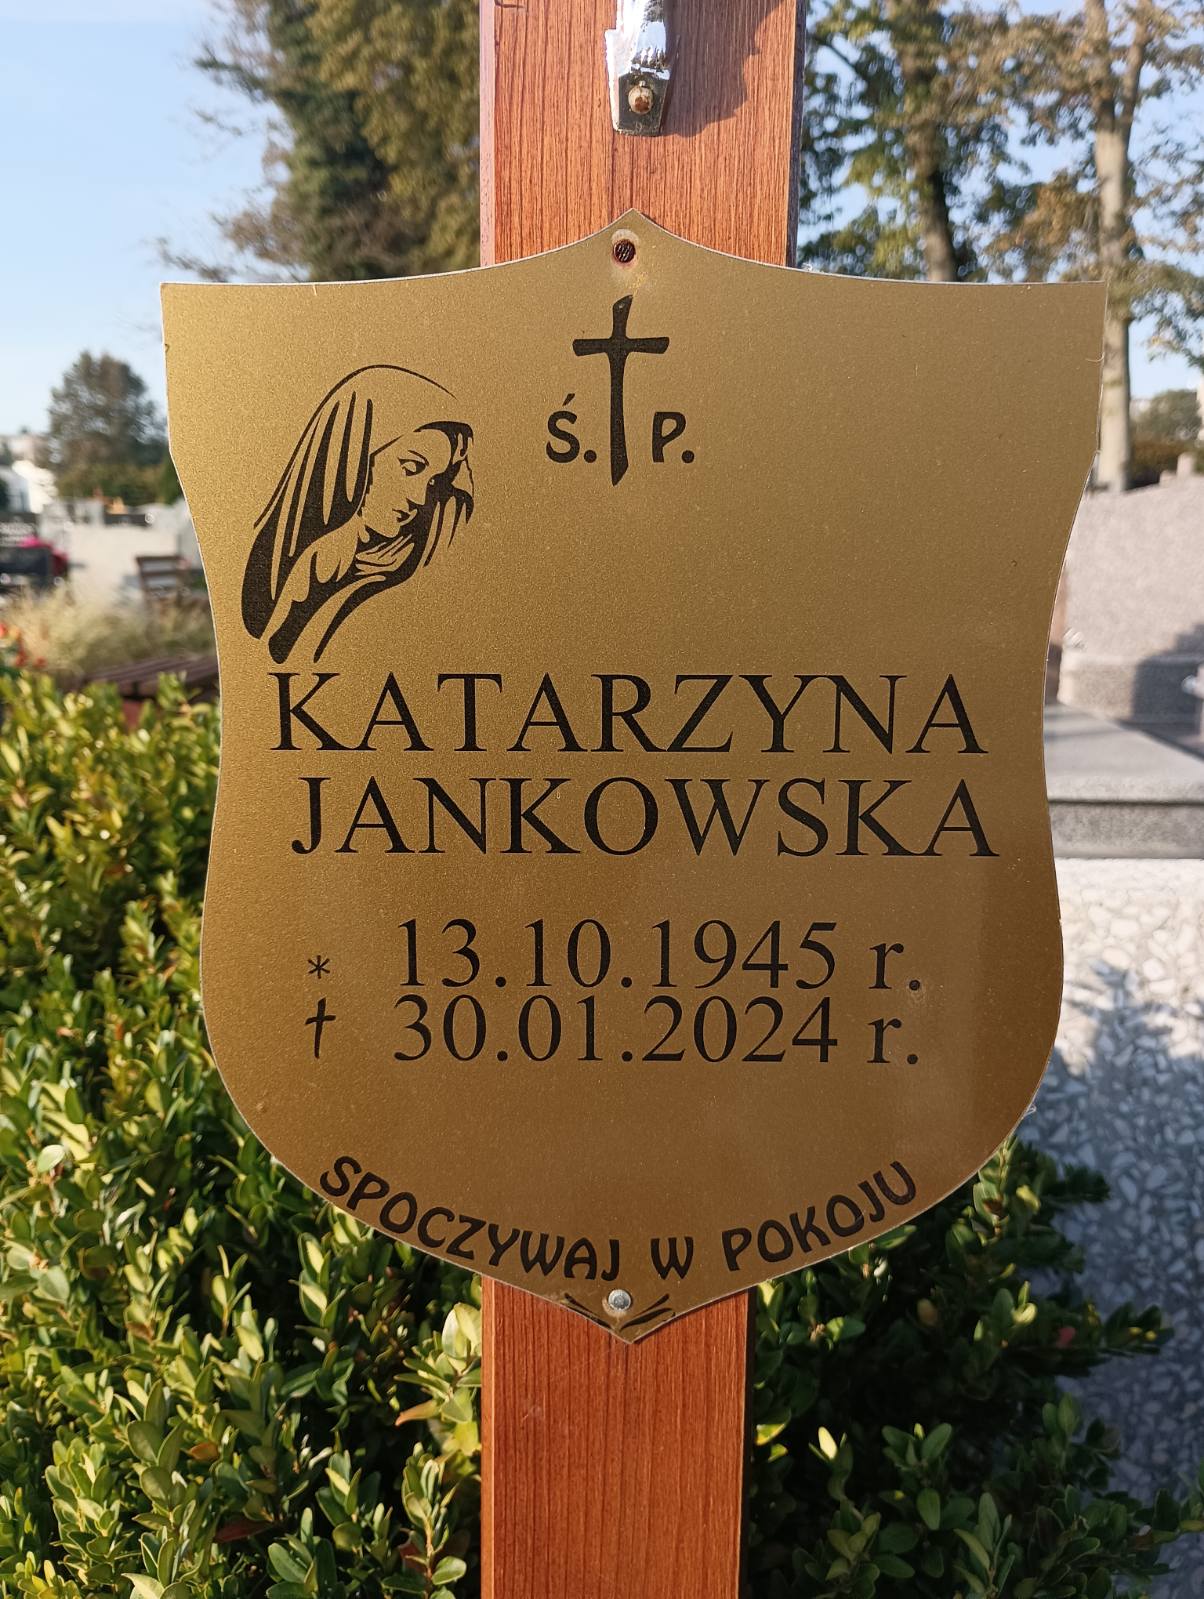 Ś. P.
KATARZYNA
JANKOWSKA
* 13.10.1945 r.
† 30.01.2024 r.
SPOCZYWAJ W POKOJU